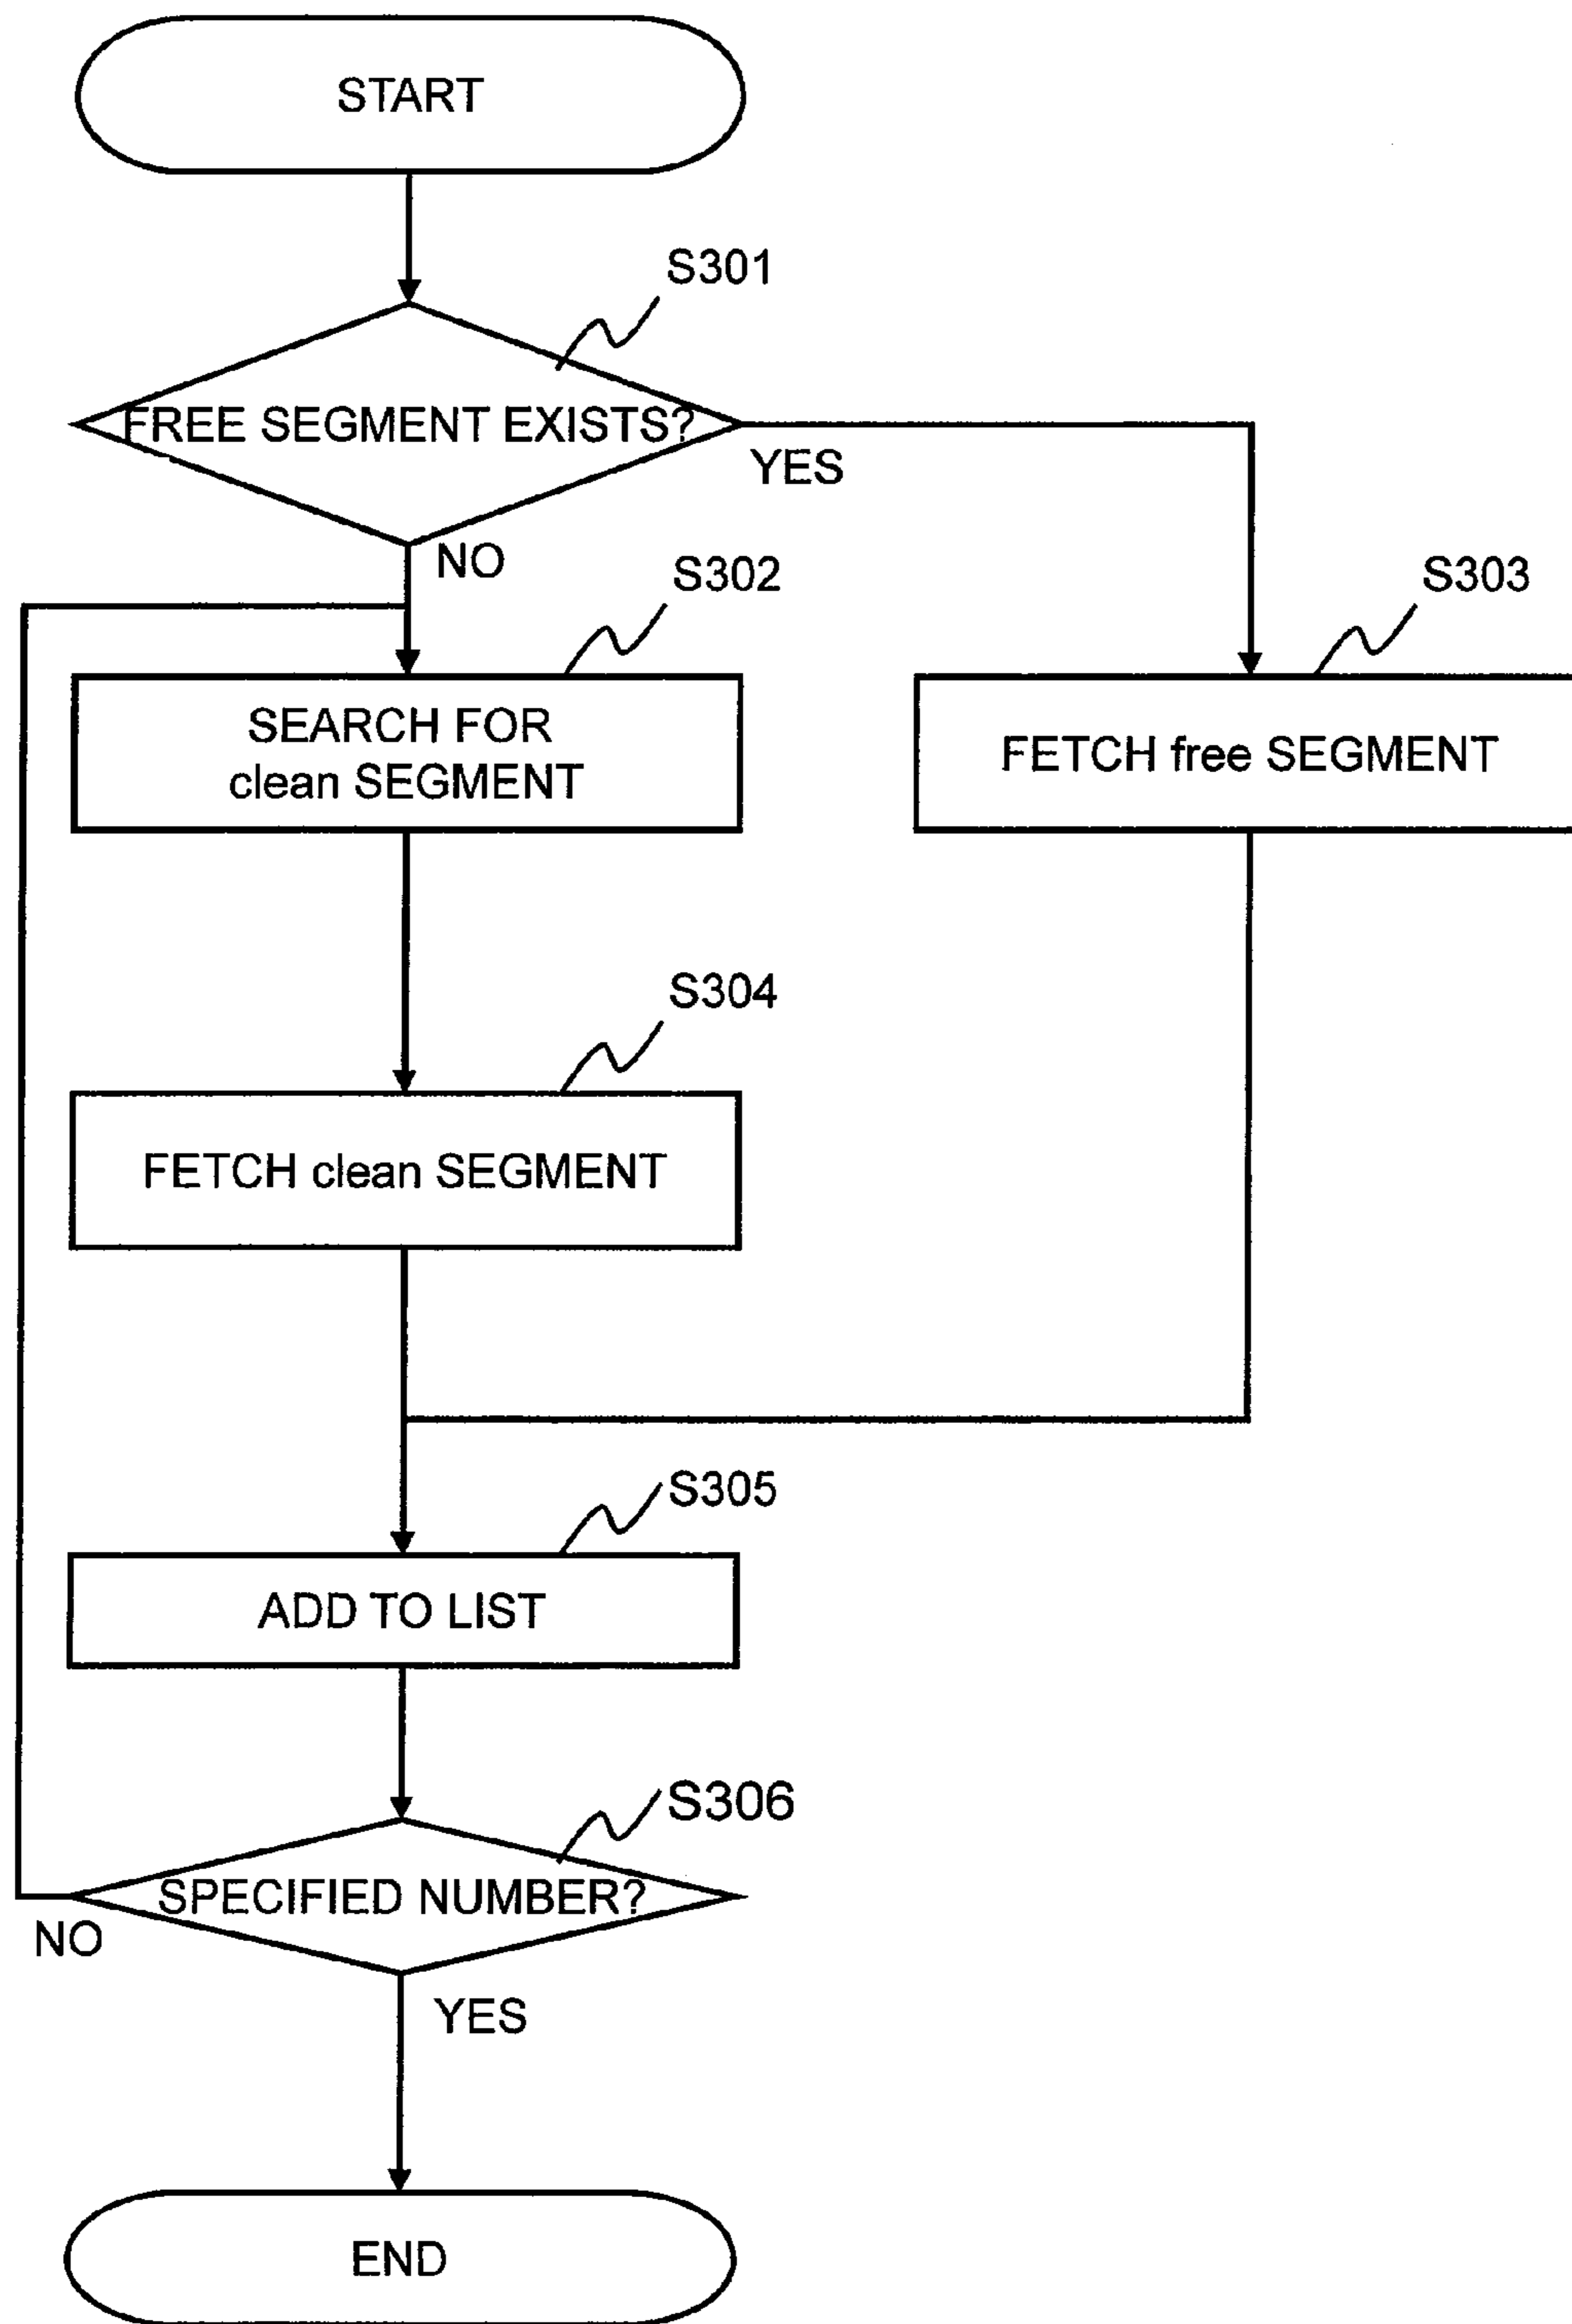 START
S301
FREE SEGMENT EXISTS?
YES
NO
S302
S303
SEARCH FOR
clean SEGMENT
FETCH free SEGMENT
S304
FETCH clean SEGMENT
S305
ADD TO LIST
S306
SPECIFIED NUMBER?
NO
YES
END